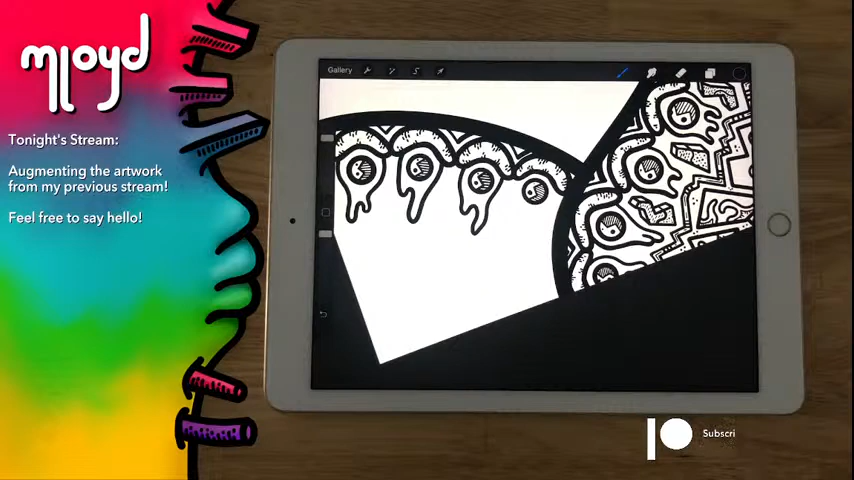 mloyd
Tonight's Stream:
Augmenting the artwork
from my previous stream!
Feel free to say hello!
Gallery
Subscri